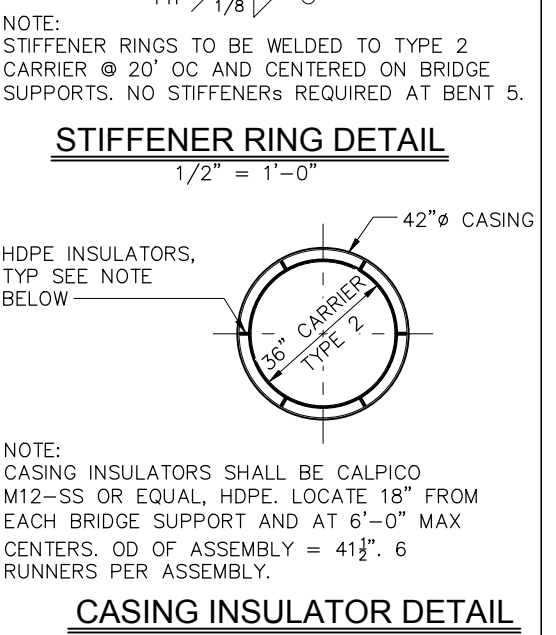 1/8
NOTE:
STIFFENER RINGS TO BE WELDED TO TYPE 2
CARRIER @ 20' OC AND CENTERED ON BRIDGE
SUPPORTS. NO STIFFENERs REQUIRED AT BENT 5.
STIFFENER RING DETAIL
1/2" = 1'-0"
42"ø CASING
HDPE INSULATORS,
TYP SEE NOTE
BELOW
36" CARRIER
TYPE 2
NOTE:
CASING INSULATORS SHALL BE CALPICO
M12-SS OR EQUAL, HDPE. LOCATE 18" FROM
EACH BRIDGE SUPPORT AND AT 6'-0" MAX
CENTERS. OD OF ASSEMBLY = 41½". 6
RUNNERS PER ASSEMBLY.
CASING INSULATOR DETAIL